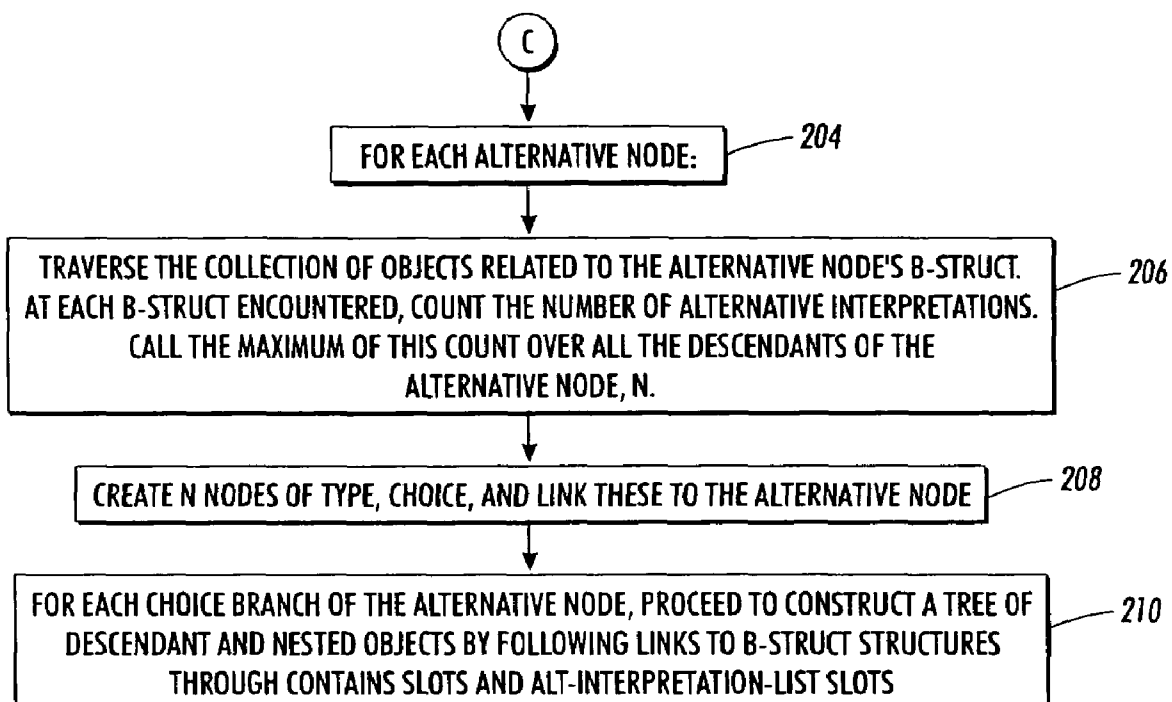 C
FOR EACH ALTERNATIVE NODE:
204
TRAVERSE THE COLLECTION OF OBJECTS RELATED TO THE ALTERNATIVE NODE'S B-STRUCT.
AT EACH B-STRUCT ENCOUNTERED, COUNT THE NUMBER OF ALTERNATIVE INTERPRETATIONS.
CALL THE MAXIMUM OF THIS COUNT OVER ALL THE DESCENDANTS OF THE
ALTERNATIVE NODE, N.
206
CREATE N NODES OF TYPE, CHOICE, AND LINK THESE TO THE ALTERNATIVE NODE
208
FOR EACH CHOICE BRANCH OF THE ALTERNATIVE NODE, PROCEED TO CONSTRUCT A TREE OF
DESCENDANT AND NESTED OBJECTS BY FOLLOWING LINKS TO B-STRUCT STRUCTURES
THROUGH CONTAINS SLOTS AND ALT-INTERPRETATION-LIST SLOTS
210